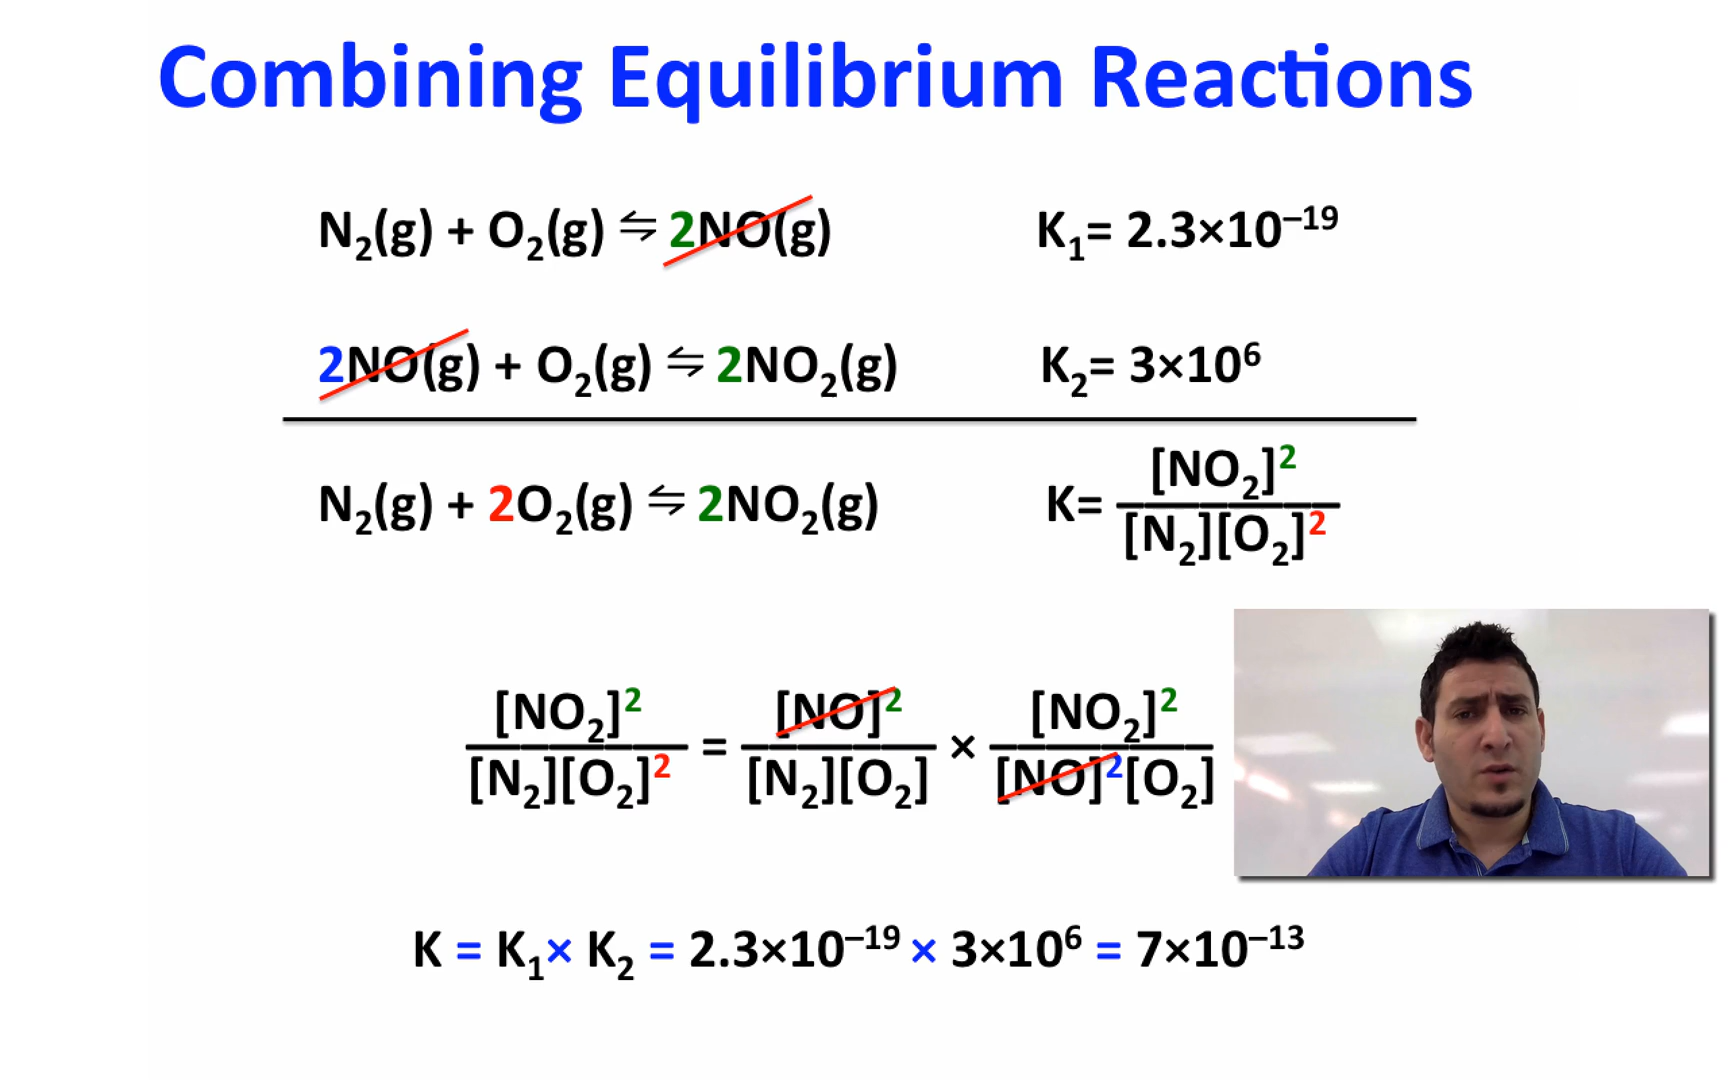 Combining Equilibrium Reactions
N₂(g) + O₂(g) ⇋ 2NO(g) K₁= 2.3×10⁻¹⁹
2NO(g) + O₂(g) ⇋ 2NO₂(g) K₂= 3×10⁶
N₂(g) + 2O₂(g) ⇋ 2NO₂(g) K= [NO₂]² / [N₂][O₂]²
[NO₂]² / [N₂][O₂]² = [NO]² / [N₂][O₂] × [NO₂]² / [NO]²[O₂]
K = K₁× K₂ = 2.3×10⁻¹⁹ × 3×10⁶ = 7×10⁻¹³